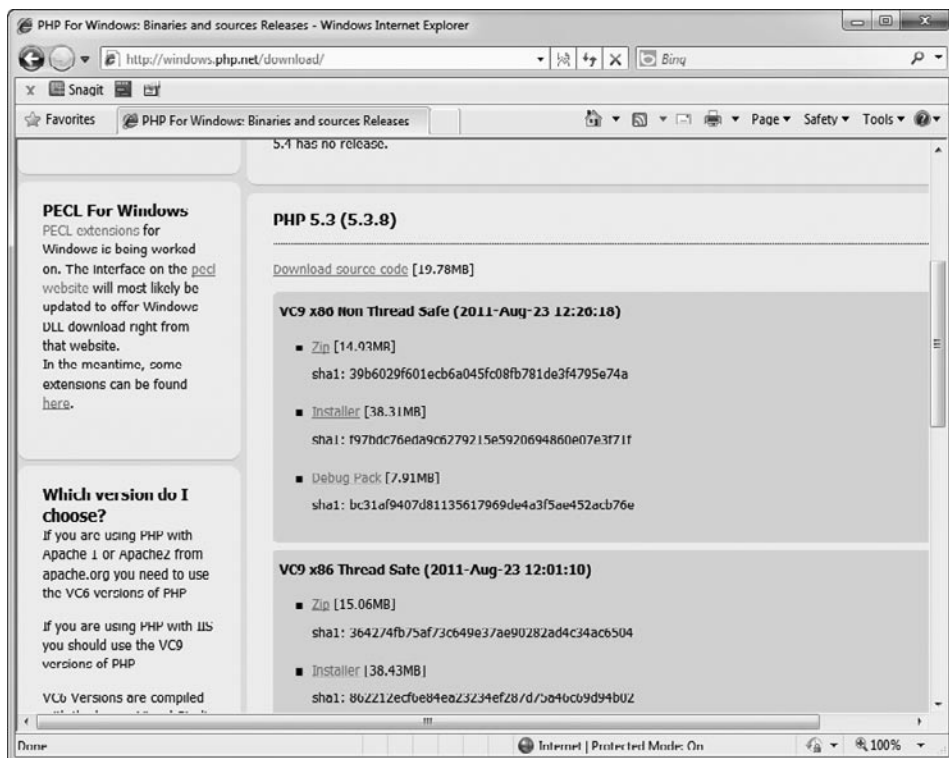 PHP For Windows: Binaries and sources Releases - Windows Internet Explorer
http://windows.php.net/download/
Bing
x Snagit
Favorites
PHP For Windows: Binaries and sources Releases
Page
Safety
Tools
5.4 has no release.
PECL For Windows
PECL extensions for
Windows is being worked
on. The interface on the pecl
website will most likely be
updated to offer Windows
DLL download right from
that website.
In the meantime, some
extensions can be found
here.
Which version do I
choose?
If you are using PHP with
Apache 1 or Apache2 from
apache.org you need to use
the VC6 versions of PHP
If you are using PHP with IIS
you should use the VC9
versions of PHP
VC6 Versions are compiled
PHP 5.3 (5.3.8)
Download source code [19.78MB]
VC9 x86 Non Thread Safe (2011-Aug-23 12:26:18)
Zip [14.93MB]
sha1: 39b6029f601ecb6a045fc08fb781de3f4795e74a
Installer [38.31MB]
sha1: f97bdc76eda9c6279215e5920694860e07e3f71f
Debug Pack [7.91MB]
sha1: bc31af9407d81135617969de4a3f5ae452acb76e
VC9 x86 Thread Safe (2011-Aug-23 12:01:10)
Zip [15.06MB]
sha1: 364274fb75af73c649e37ae90282ad4c34ac6504
Installer [38.43MB]
sha1: 862212ecf6e84ea23234ef287d75a46c69d94b02
Done
Internet | Protected Mode: On
100%